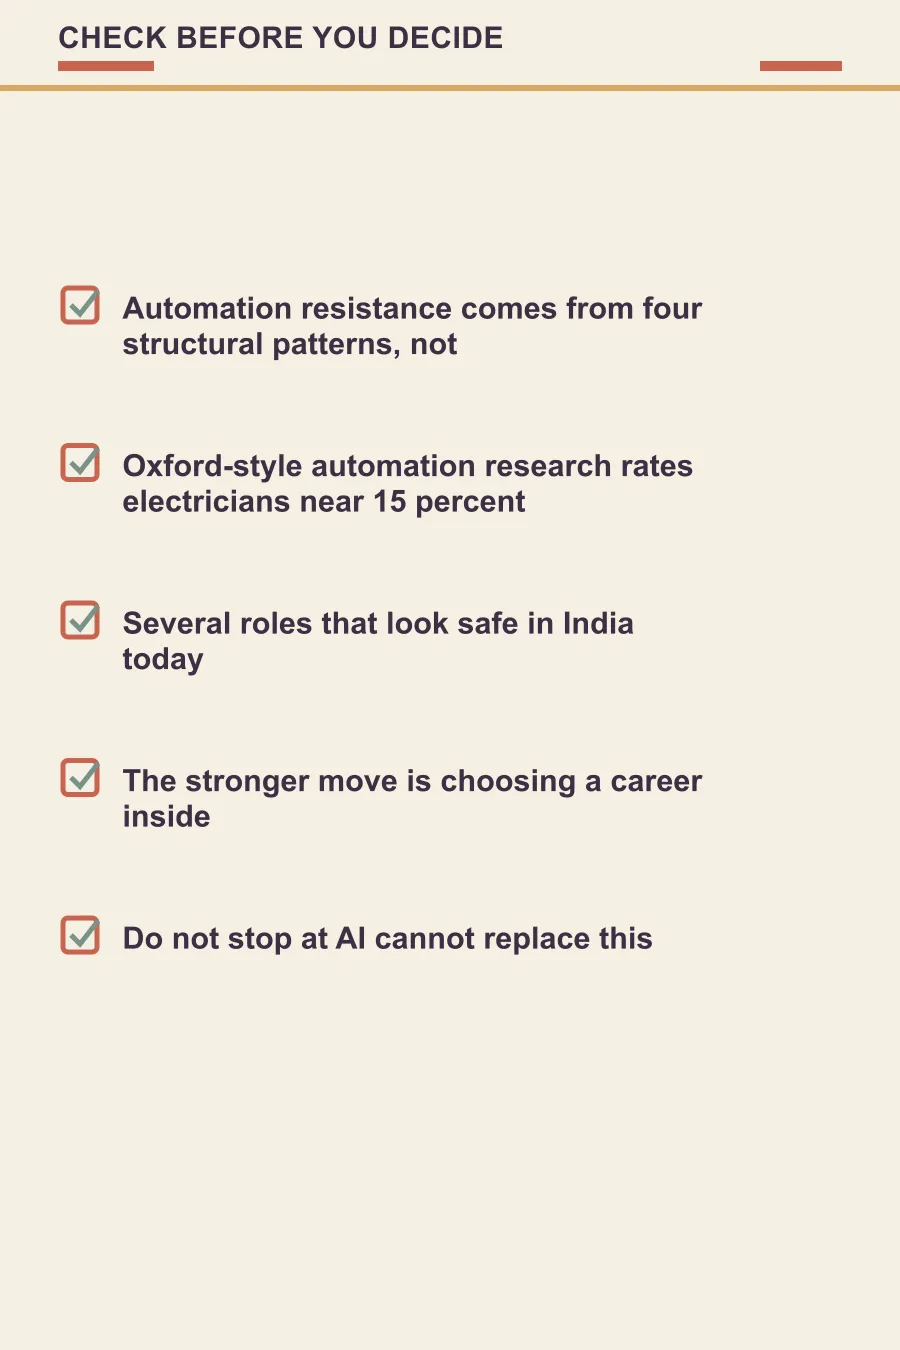 CHECK BEFORE YOU DECIDE
Automation resistance comes from four
structural patterns, not
Oxford-style automation research rates
electricians near 15 percent
Several roles that look safe in India
today
The stronger move is choosing a career
inside
Do not stop at AI cannot replace this